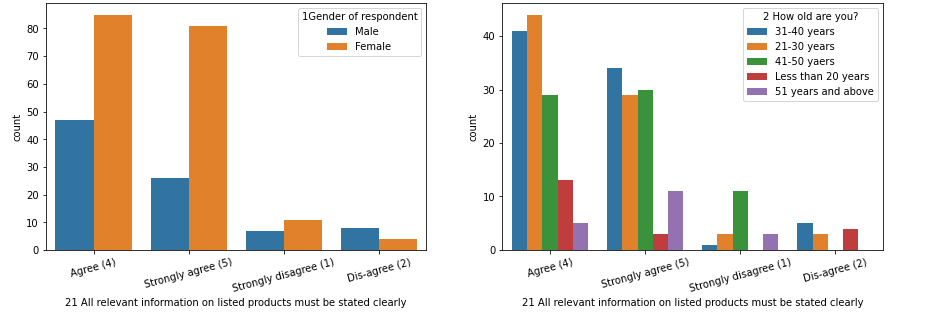 1Gender of respondent
Male
Female
80
70
60
50
40
30
20
10
0
count
Agree (4)
Strongly agree (5)
Strongly disagree (1)
Dis-agree (2)
21 All relevant information on listed products must be stated clearly
2 How old are you?
31-40 years
21-30 years
41-50 yaers
Less than 20 years
51 years and above
40
30
20
10
0
count
Agree (4)
Strongly agree (5)
Strongly disagree (1)
Dis-agree (2)
21 All relevant information on listed products must be stated clearly